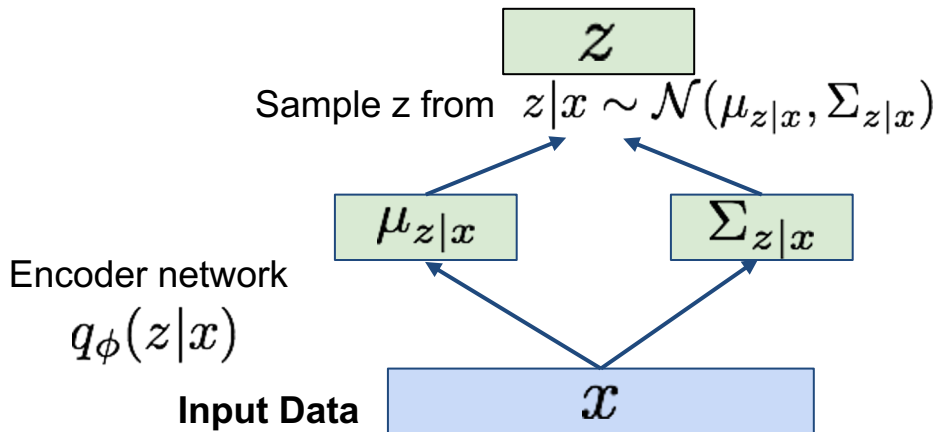 z
Sample z from z|x ∼ 𝒩(μ_{z|x}, Σ_{z|x})
μ_{z|x}
Σ_{z|x}
Encoder network
q_ϕ(z|x)
Input Data
x